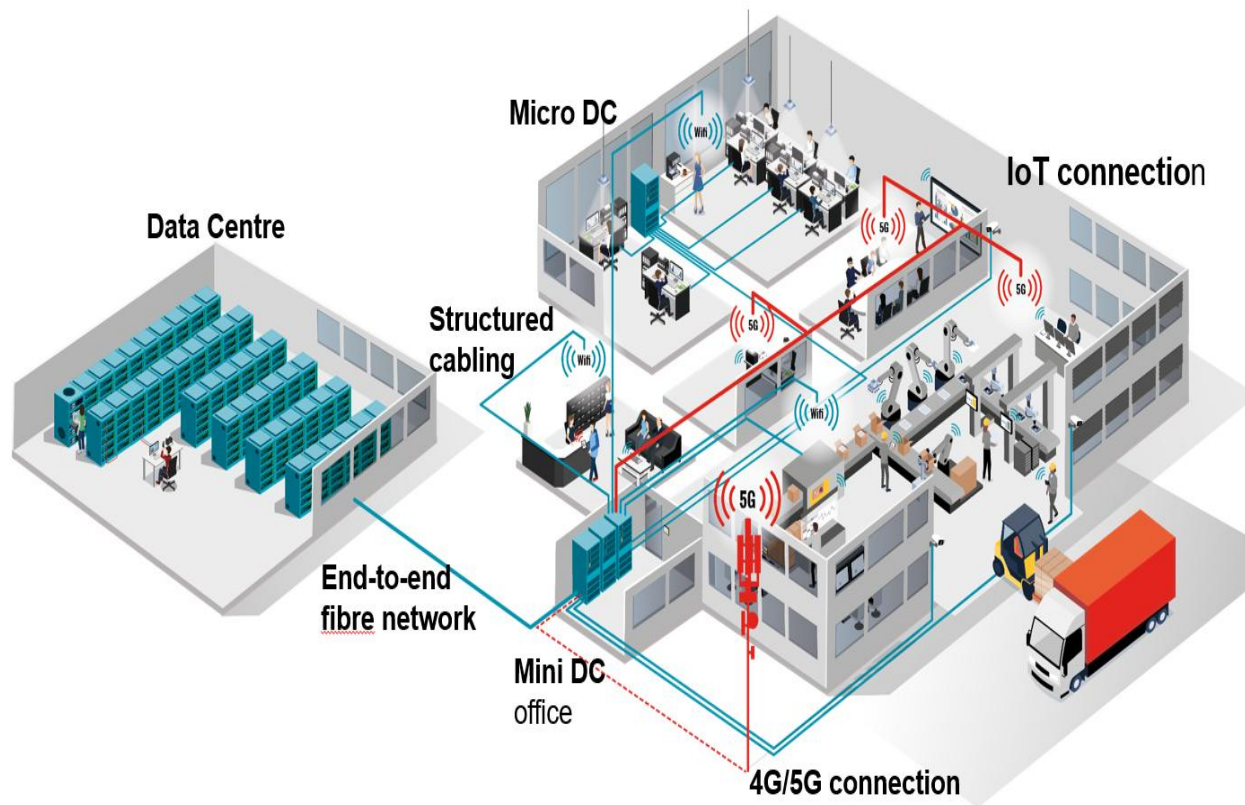 Micro DC
Wifi
IoT connection
Data Centre
5G
5G
Structured
cabling
5G
Wifi
Wifi
5G
End-to-end
fibre network
Mini DC
office
4G/5G connection